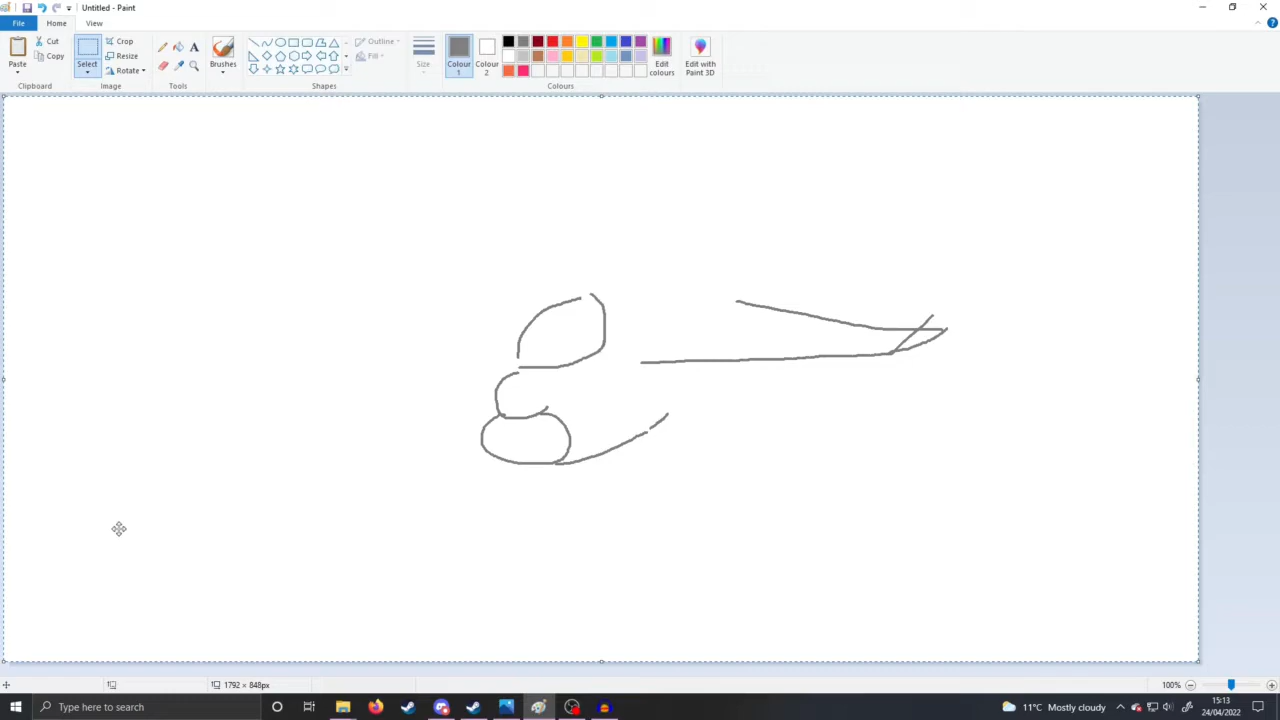 Untitled - Paint
File
Home
View
Paste
Cut
Copy
Clipboard
Select
Crop
Resize
Rotate
Image
Tools
Brushes
Outline
Fill
Shapes
Size
Colour 1
Colour 2
Edit colours
Edit with Paint 3D
Colours
1792 × 848px
100%
Type here to search
11°C Mostly cloudy
15:13
24/04/2022